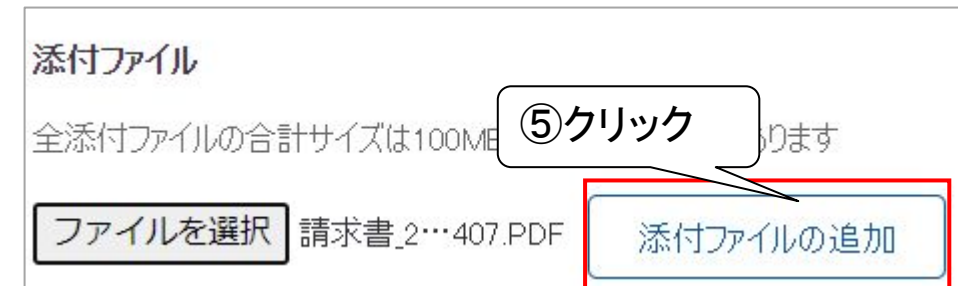 添付ファイル
⑤クリック
全添付ファイルの合計サイズは100MB ります
ファイルを選択 請求書_2…407.PDF 添付ファイルの追加